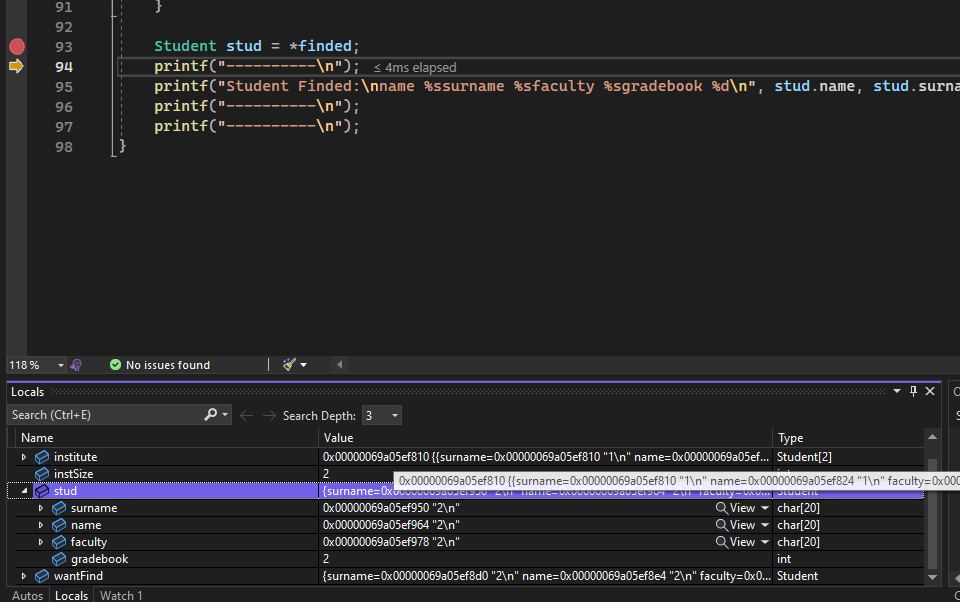 91 }
92
93 Student stud = *finded;
94 printf("----------\n"); ≤ 4ms elapsed
95 printf("Student Finded:\nname %ssurname %sfaculty %sgradebook %d\n", stud.name, stud.surna
96 printf("----------\n");
97 printf("----------\n");
98 }
118 % No issues found
Locals
Search (Ctrl+E) Search Depth: 3
Name Value Type
institute 0x00000069a05ef810 {{surname=0x00000069a05ef810 "1\n" name=0x00000069a05ef... Student[2]
instSize 2
0x00000069a05ef810 {{surname=0x00000069a05ef810 "1\n" name=0x00000069a05ef824 "1\n" faculty=0x000
stud Student
surname 0x00000069a05ef950 "2\n" View char[20]
name 0x00000069a05ef964 "2\n" View char[20]
faculty 0x00000069a05ef978 "2\n" View char[20]
gradebook 2 int
wantFind {surname=0x00000069a05ef8d0 "2\n" name=0x00000069a05ef8e4 "2\n" faculty=0x0... Student
Autos Locals Watch 1